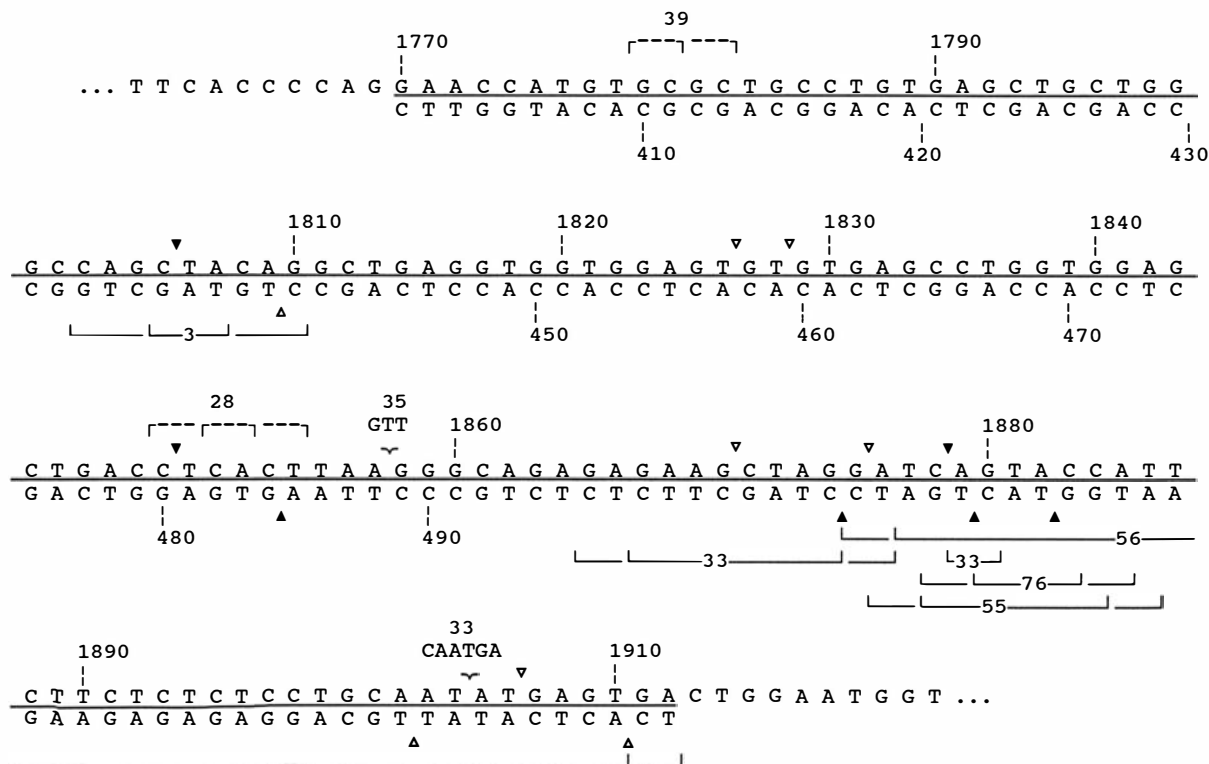 39
1770 1790
... T T C A C C C C A G G A A C C A T G T G C G C T G C C T G T G A G C T G C T G G
C T T G G T A C A C G C G A C G G A C A C T C G A C G A C C
410 420 430
1810 1820 1830 1840
G C C A G C T A C A G G C T G A G G T G G T G G A G T G T G T G A G C C T G G T G G A G
C G G T C G A T G T C C G A C T C C A C C A C C T C A C A C A C T C G G A C C A C C T C
3 450 460 470
28 35
GTT 1860 1880
C T G A C C T C A C T T A A G G G C A G A G A G A A G C T A G G A T C A G T A C C A T T
G A C T G G A G T G A A T T C C C G T C T C T C T T C G A T C C T A G T C A T G G T A A
480 490
56
33 33
76
55
33
1890 CAATGA 1910
C T T C T C T C T C C T G C A A T A T G A G T G A C T G G A A T G G T ...
G A A G A G A G A G G A C G T T A T A C T C A C T